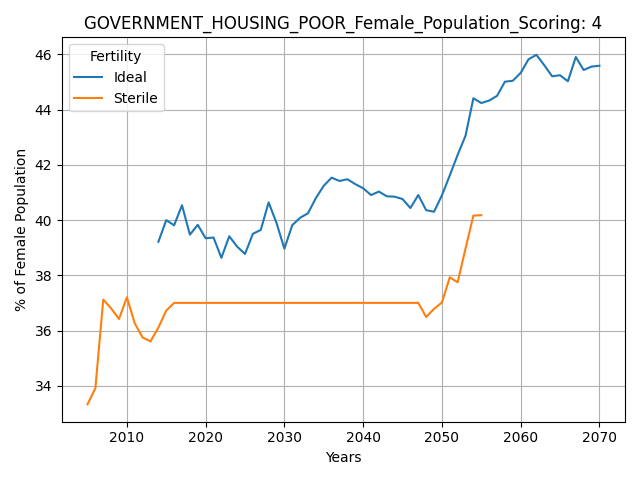 GOVERNMENT_HOUSING_POOR_Female_Population_Scoring: 4
Fertility
Ideal
Sterile
% of Female Population
46
44
42
40
38
36
34
2010 2020 2030 2040 2050 2060 2070
Years